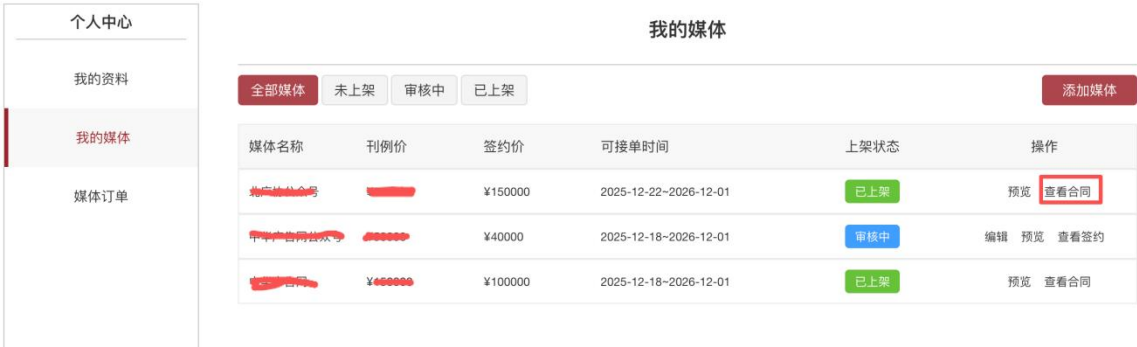 个人中心
我的资料
我的媒体
媒体订单
我的媒体
全部媒体 未上架 审核中 已上架 添加媒体
媒体名称 刊例价 签约价 可接单时间 上架状态 操作
¥150000 2025-12-22~2026-12-01 已上架 预览 查看合同
¥40000 2025-12-18~2026-12-01 审核中 编辑 预览 查看签约
¥100000 2025-12-18~2026-12-01 已上架 预览 查看合同